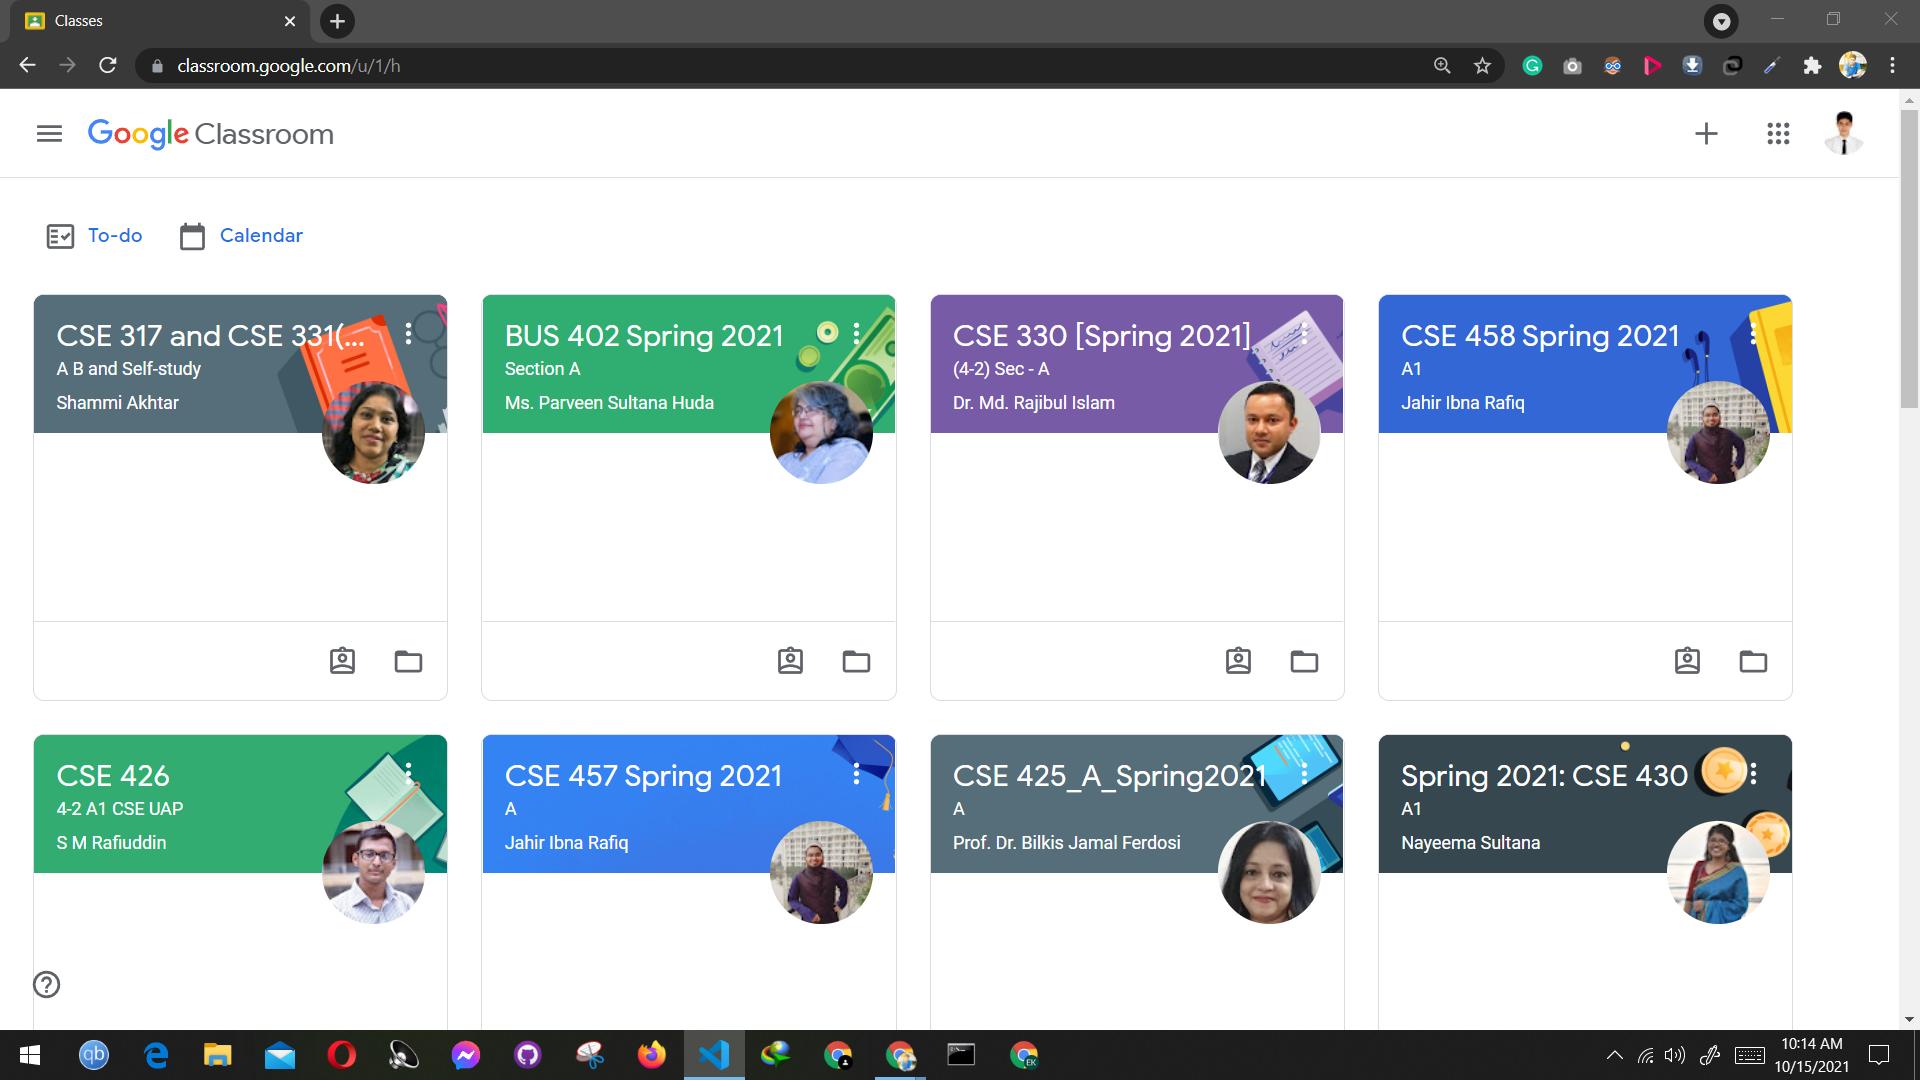 Classes
classroom.google.com/u/1/h
Google Classroom
To-do
Calendar
CSE 317 and CSE 331(...
A B and Self-study
Shammi Akhtar
BUS 402 Spring 2021
Section A
Ms. Parveen Sultana Huda
CSE 330 [Spring 2021]
(4-2) Sec - A
Dr. Md. Rajibul Islam
CSE 458 Spring 2021
A1
Jahir Ibna Rafiq
CSE 426
4-2 A1 CSE UAP
S M Rafiuddin
CSE 457 Spring 2021
A
Jahir Ibna Rafiq
CSE 425_A_Spring2021
A
Prof. Dr. Bilkis Jamal Ferdosi
Spring 2021: CSE 430
A1
Nayeema Sultana
qb
EK
10:14 AM
10/15/2021